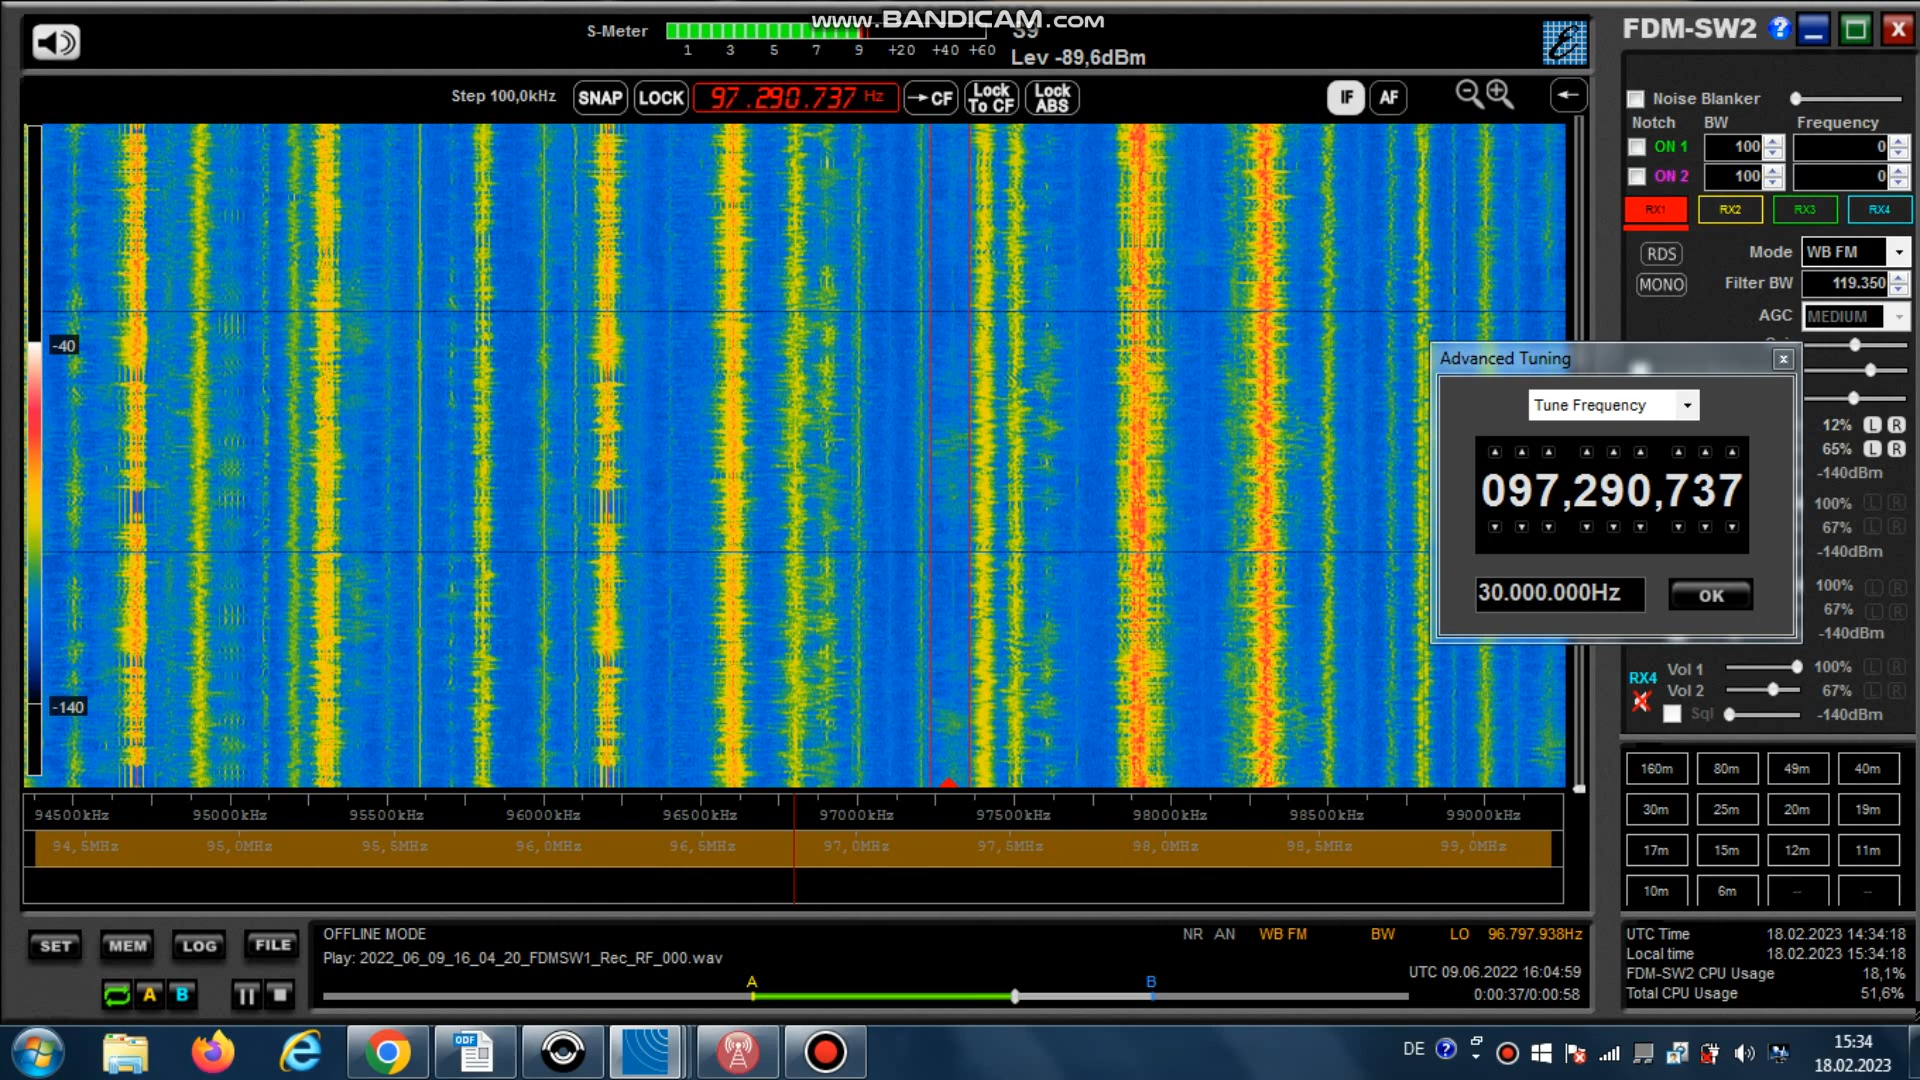 www.BANDICAM.com
S-Meter
1 3 5 7 9 +20 +40 +60
S9
Lev -89,6dBm
FDM-SW2
Step 100,0kHz
SNAP
LOCK
97.290.737 Hz
→CF
Lock To CF
Lock ABS
IF
AF
Noise Blanker
Notch BW Frequency
ON 1 100 0
ON 2 100 0
RX1 RX2 RX3 RX4
RDS
Mode WB FM
MONO
Filter BW 119.350
AGC MEDIUM
-40
-140
Advanced Tuning
Tune Frequency
097,290,737
30.000.000Hz
OK
12% L R
65% L R
-140dBm
100% L R
67% L R
-140dBm
100% L R
67% L R
-140dBm
RX4 Vol 1 100% L R
Vol 2 67% L R
Sql -140dBm
94500kHz 95000kHz 95500kHz 96000kHz 96500kHz 97000kHz 97500kHz 98000kHz 98500kHz 99000kHz
94,5MHz 95,0MHz 95,5MHz 96,0MHz 96,5MHz 97,0MHz 97,5MHz 98,0MHz 98,5MHz 99,0MHz
160m 80m 49m 40m
30m 25m 20m 19m
17m 15m 12m 11m
10m 6m -- --
SET MEM LOG FILE
A B
OFFLINE MODE
NR AN WB FM BW LO 96.797.938Hz
Play: 2022_06_09_16_04_20_FDMSW1_Rec_RF_000.wav
A B
UTC 09.06.2022 16:04:59
0:00:37/0:00:58
UTC Time 18.02.2023 14:34:18
Local time 18.02.2023 15:34:18
FDM-SW2 CPU Usage 18,1%
Total CPU Usage 51,6%
ODF
DE
15:34
18.02.2023